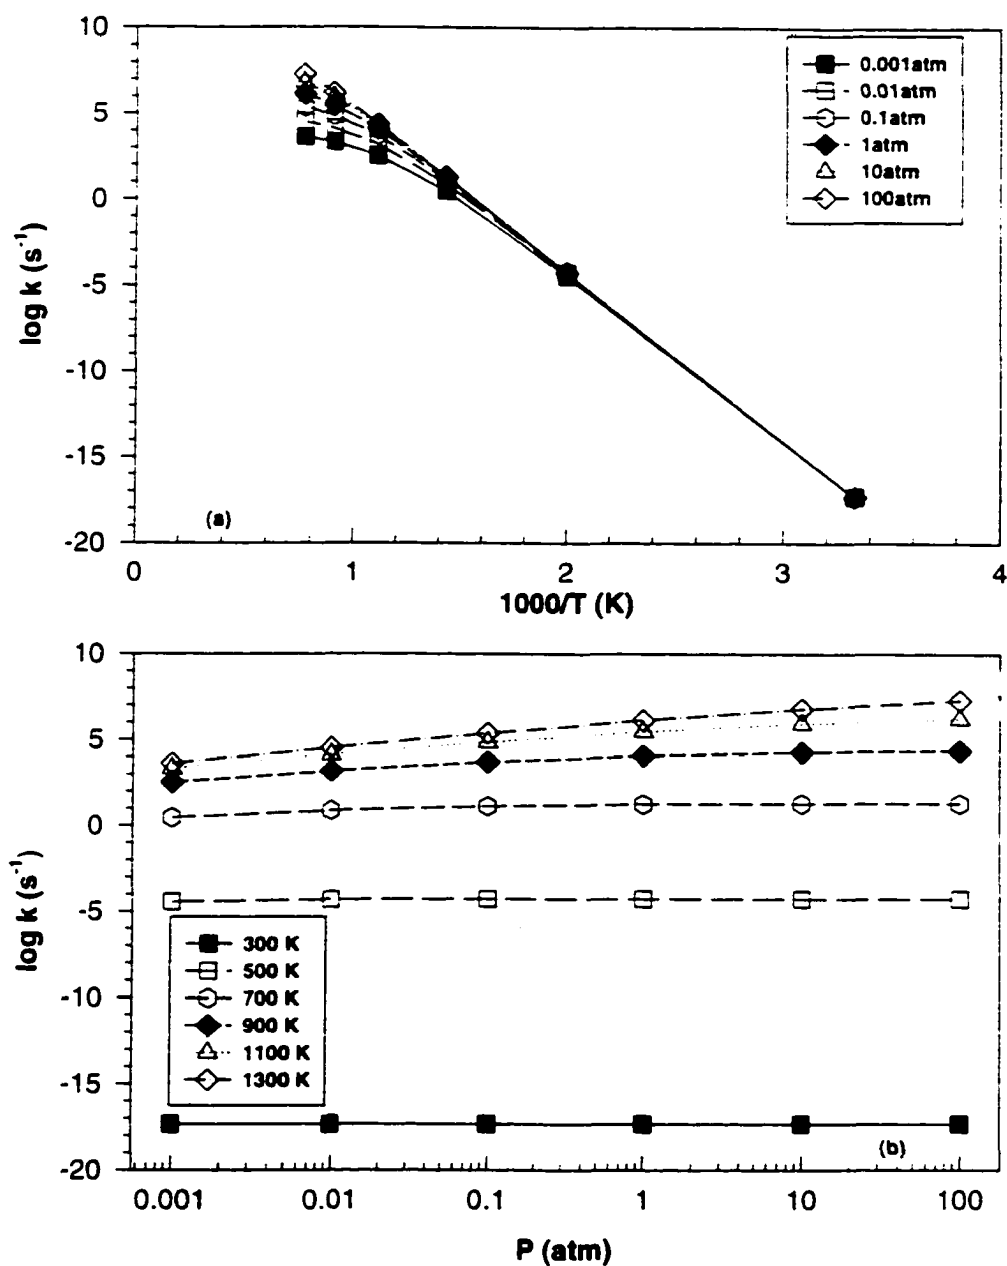 10
5
0
-5
-10
-15
-20
log k (s⁻¹)
0.001atm
0.01atm
0.1atm
1atm
10atm
100atm
(a)
0 1 2 3 4
1000/T (K)
10
5
0
-5
-10
-15
-20
log k (s⁻¹)
300 K
500 K
700 K
900 K
1100 K
1300 K
(b)
0.001 0.01 0.1 1 10 100
P (atm)